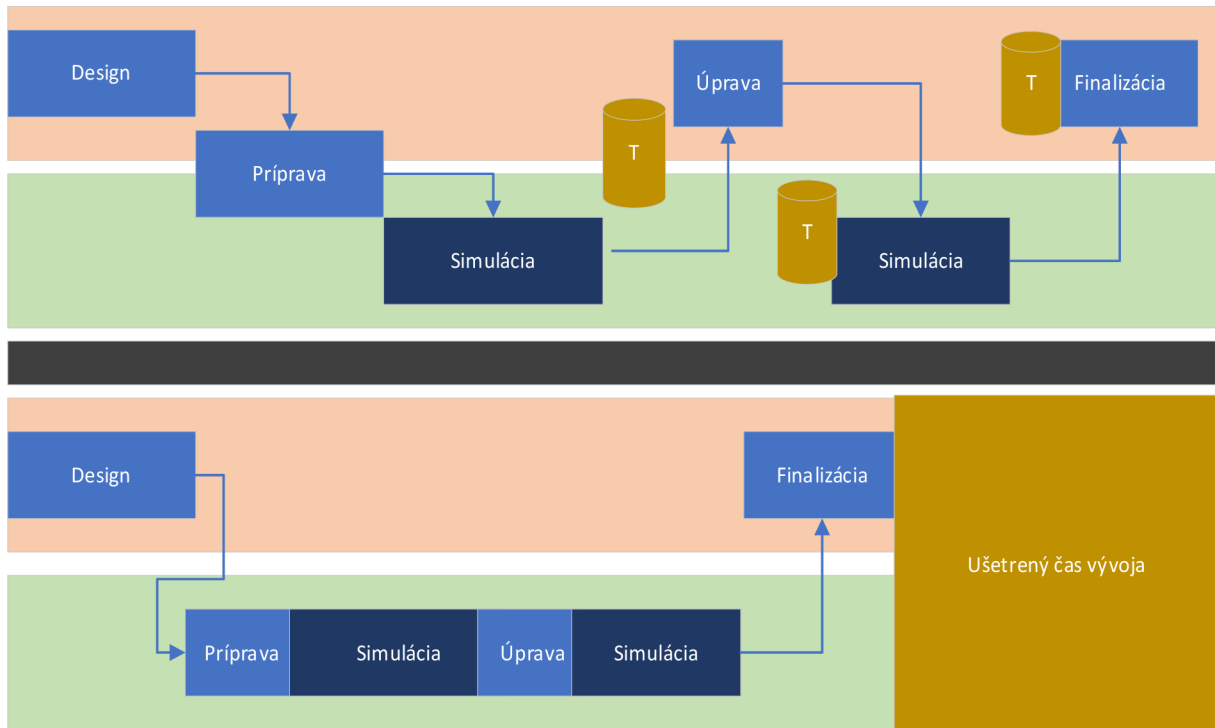 Design
Úprava
T
Finalizácia
T
Príprava
T
Simulácia
Simulácia
Design
Finalizácia
Ušetrený čas vývoja
Príprava
Simulácia
Úprava
Simulácia